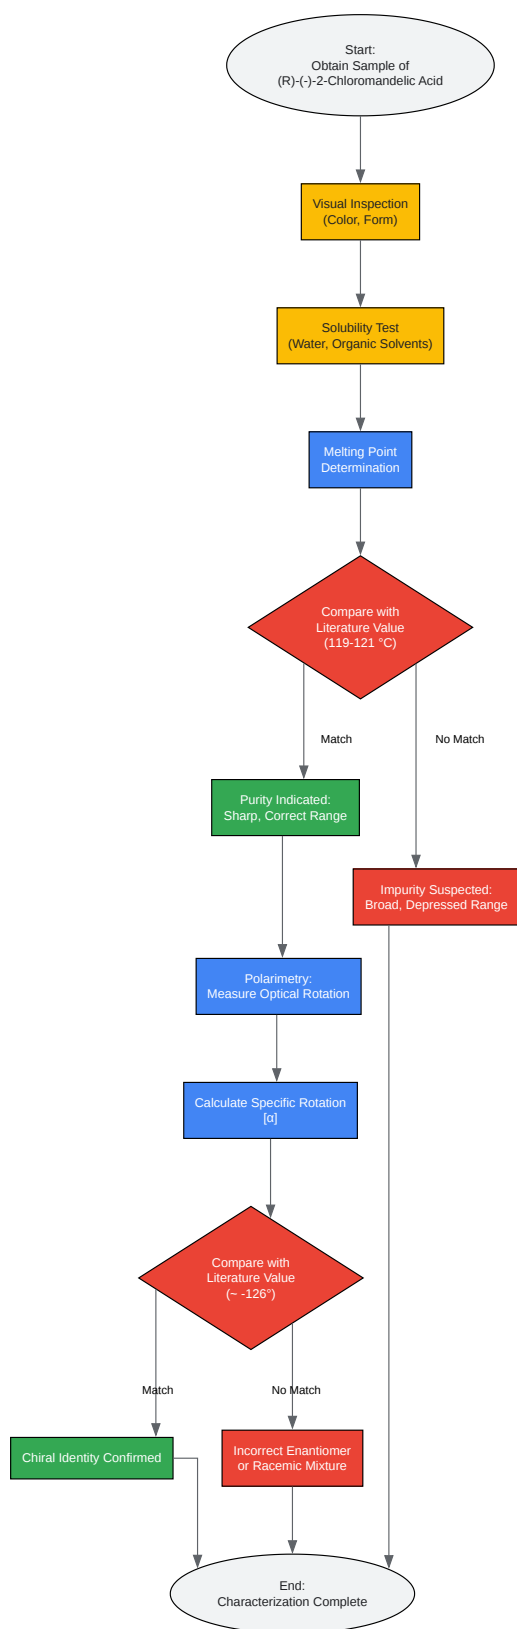 Start:
Obtain Sample of
(R)-(-)-2-Chloromandelic Acid
Visual Inspection
(Color, Form)
Solubility Test
(Water, Organic Solvents)
Melting Point
Determination
Compare with
Literature Value
(119-121 °C)
Match
No Match
Purity Indicated:
Sharp, Correct Range
Impurity Suspected:
Broad, Depressed Range
Polarimetry:
Measure Optical Rotation
Calculate Specific Rotation
[α]
Compare with
Literature Value
(~ -126°)
Match
No Match
Chiral Identity Confirmed
Incorrect Enantiomer
or Racemic Mixture
End:
Characterization Complete